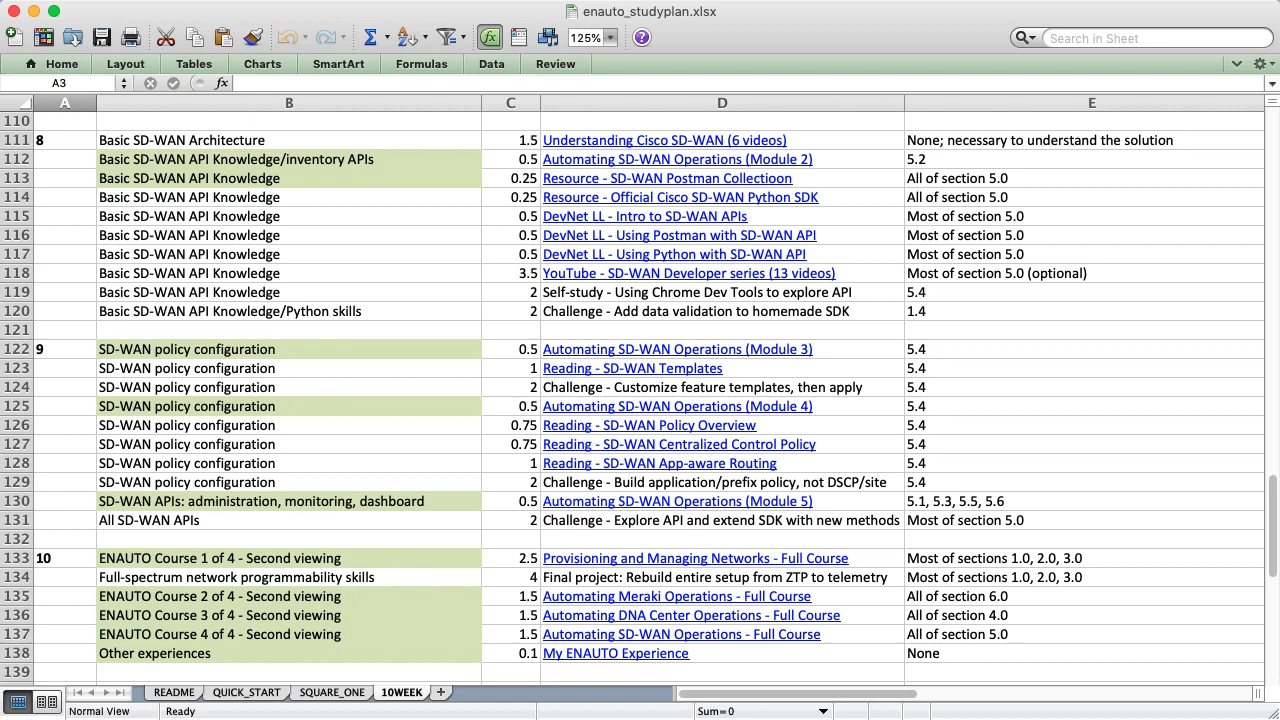 enauto_studyplan.xlsx
125% Search in Sheet
Home Layout Tables Charts SmartArt Formulas Data Review
A3 fx
A B C D E
110
111 8 Basic SD-WAN Architecture 1.5 Understanding Cisco SD-WAN (6 videos) None; necessary to understand the solution
112 Basic SD-WAN API Knowledge/inventory APIs 0.5 Automating SD-WAN Operations (Module 2) 5.2
113 Basic SD-WAN API Knowledge 0.25 Resource - SD-WAN Postman Collectioon All of section 5.0
114 Basic SD-WAN API Knowledge 0.25 Resource - Official Cisco SD-WAN Python SDK All of section 5.0
115 Basic SD-WAN API Knowledge 0.5 DevNet LL - Intro to SD-WAN APIs Most of section 5.0
116 Basic SD-WAN API Knowledge 0.5 DevNet LL - Using Postman with SD-WAN API Most of section 5.0
117 Basic SD-WAN API Knowledge 0.5 DevNet LL - Using Python with SD-WAN API Most of section 5.0
118 Basic SD-WAN API Knowledge 3.5 YouTube - SD-WAN Developer series (13 videos) Most of section 5.0 (optional)
119 Basic SD-WAN API Knowledge 2 Self-study - Using Chrome Dev Tools to explore API 5.4
120 Basic SD-WAN API Knowledge/Python skills 2 Challenge - Add data validation to homemade SDK 1.4
121
122 9 SD-WAN policy configuration 0.5 Automating SD-WAN Operations (Module 3) 5.4
123 SD-WAN policy configuration 1 Reading - SD-WAN Templates 5.4
124 SD-WAN policy configuration 2 Challenge - Customize feature templates, then apply 5.4
125 SD-WAN policy configuration 0.5 Automating SD-WAN Operations (Module 4) 5.4
126 SD-WAN policy configuration 0.75 Reading - SD-WAN Policy Overview 5.4
127 SD-WAN policy configuration 0.75 Reading - SD-WAN Centralized Control Policy 5.4
128 SD-WAN policy configuration 1 Reading - SD-WAN App-aware Routing 5.4
129 SD-WAN policy configuration 2 Challenge - Build application/prefix policy, not DSCP/site 5.4
130 SD-WAN APIs: administration, monitoring, dashboard 0.5 Automating SD-WAN Operations (Module 5) 5.1, 5.3, 5.5, 5.6
131 All SD-WAN APIs 2 Challenge - Explore API and extend SDK with new methods Most of section 5.0
132
133 10 ENAUTO Course 1 of 4 - Second viewing 2.5 Provisioning and Managing Networks - Full Course Most of sections 1.0, 2.0, 3.0
134 Full-spectrum network programmability skills 4 Final project: Rebuild entire setup from ZTP to telemetry Most of sections 1.0, 2.0, 3.0
135 ENAUTO Course 2 of 4 - Second viewing 1.5 Automating Meraki Operations - Full Course All of section 6.0
136 ENAUTO Course 3 of 4 - Second viewing 1.5 Automating DNA Center Operations - Full Course All of section 4.0
137 ENAUTO Course 4 of 4 - Second viewing 1.5 Automating SD-WAN Operations - Full Course All of section 5.0
138 Other experiences 0.1 My ENAUTO Experience None
139
README QUICK_START SQUARE_ONE 10WEEK
Normal View Ready Sum=0